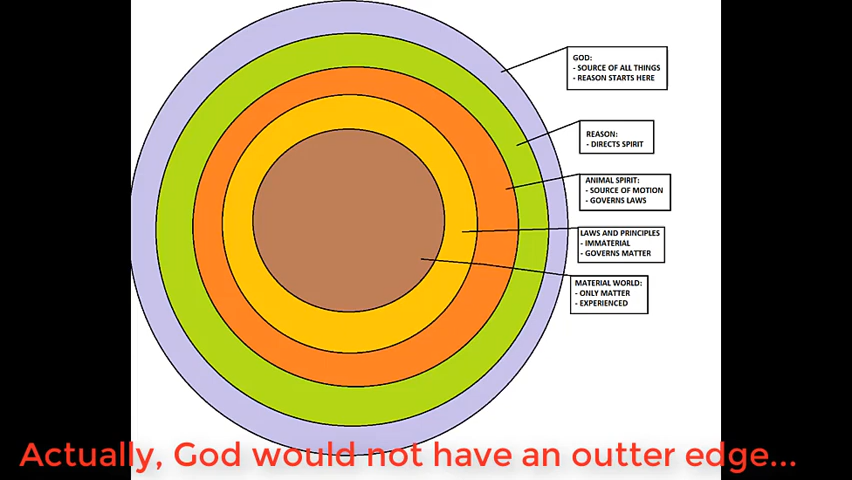 GOD:
- SOURCE OF ALL THINGS
- REASON STARTS HERE
REASON:
- DIRECTS SPIRIT
ANIMAL SPIRIT:
- SOURCE OF MOTION
- GOVERNS LAWS
LAWS AND PRINCIPLES
- IMMATERIAL
- GOVERNS MATTER
MATERIAL WORLD:
- ONLY MATTER
- EXPERIENCED
Actually, God would not have an outter edge...